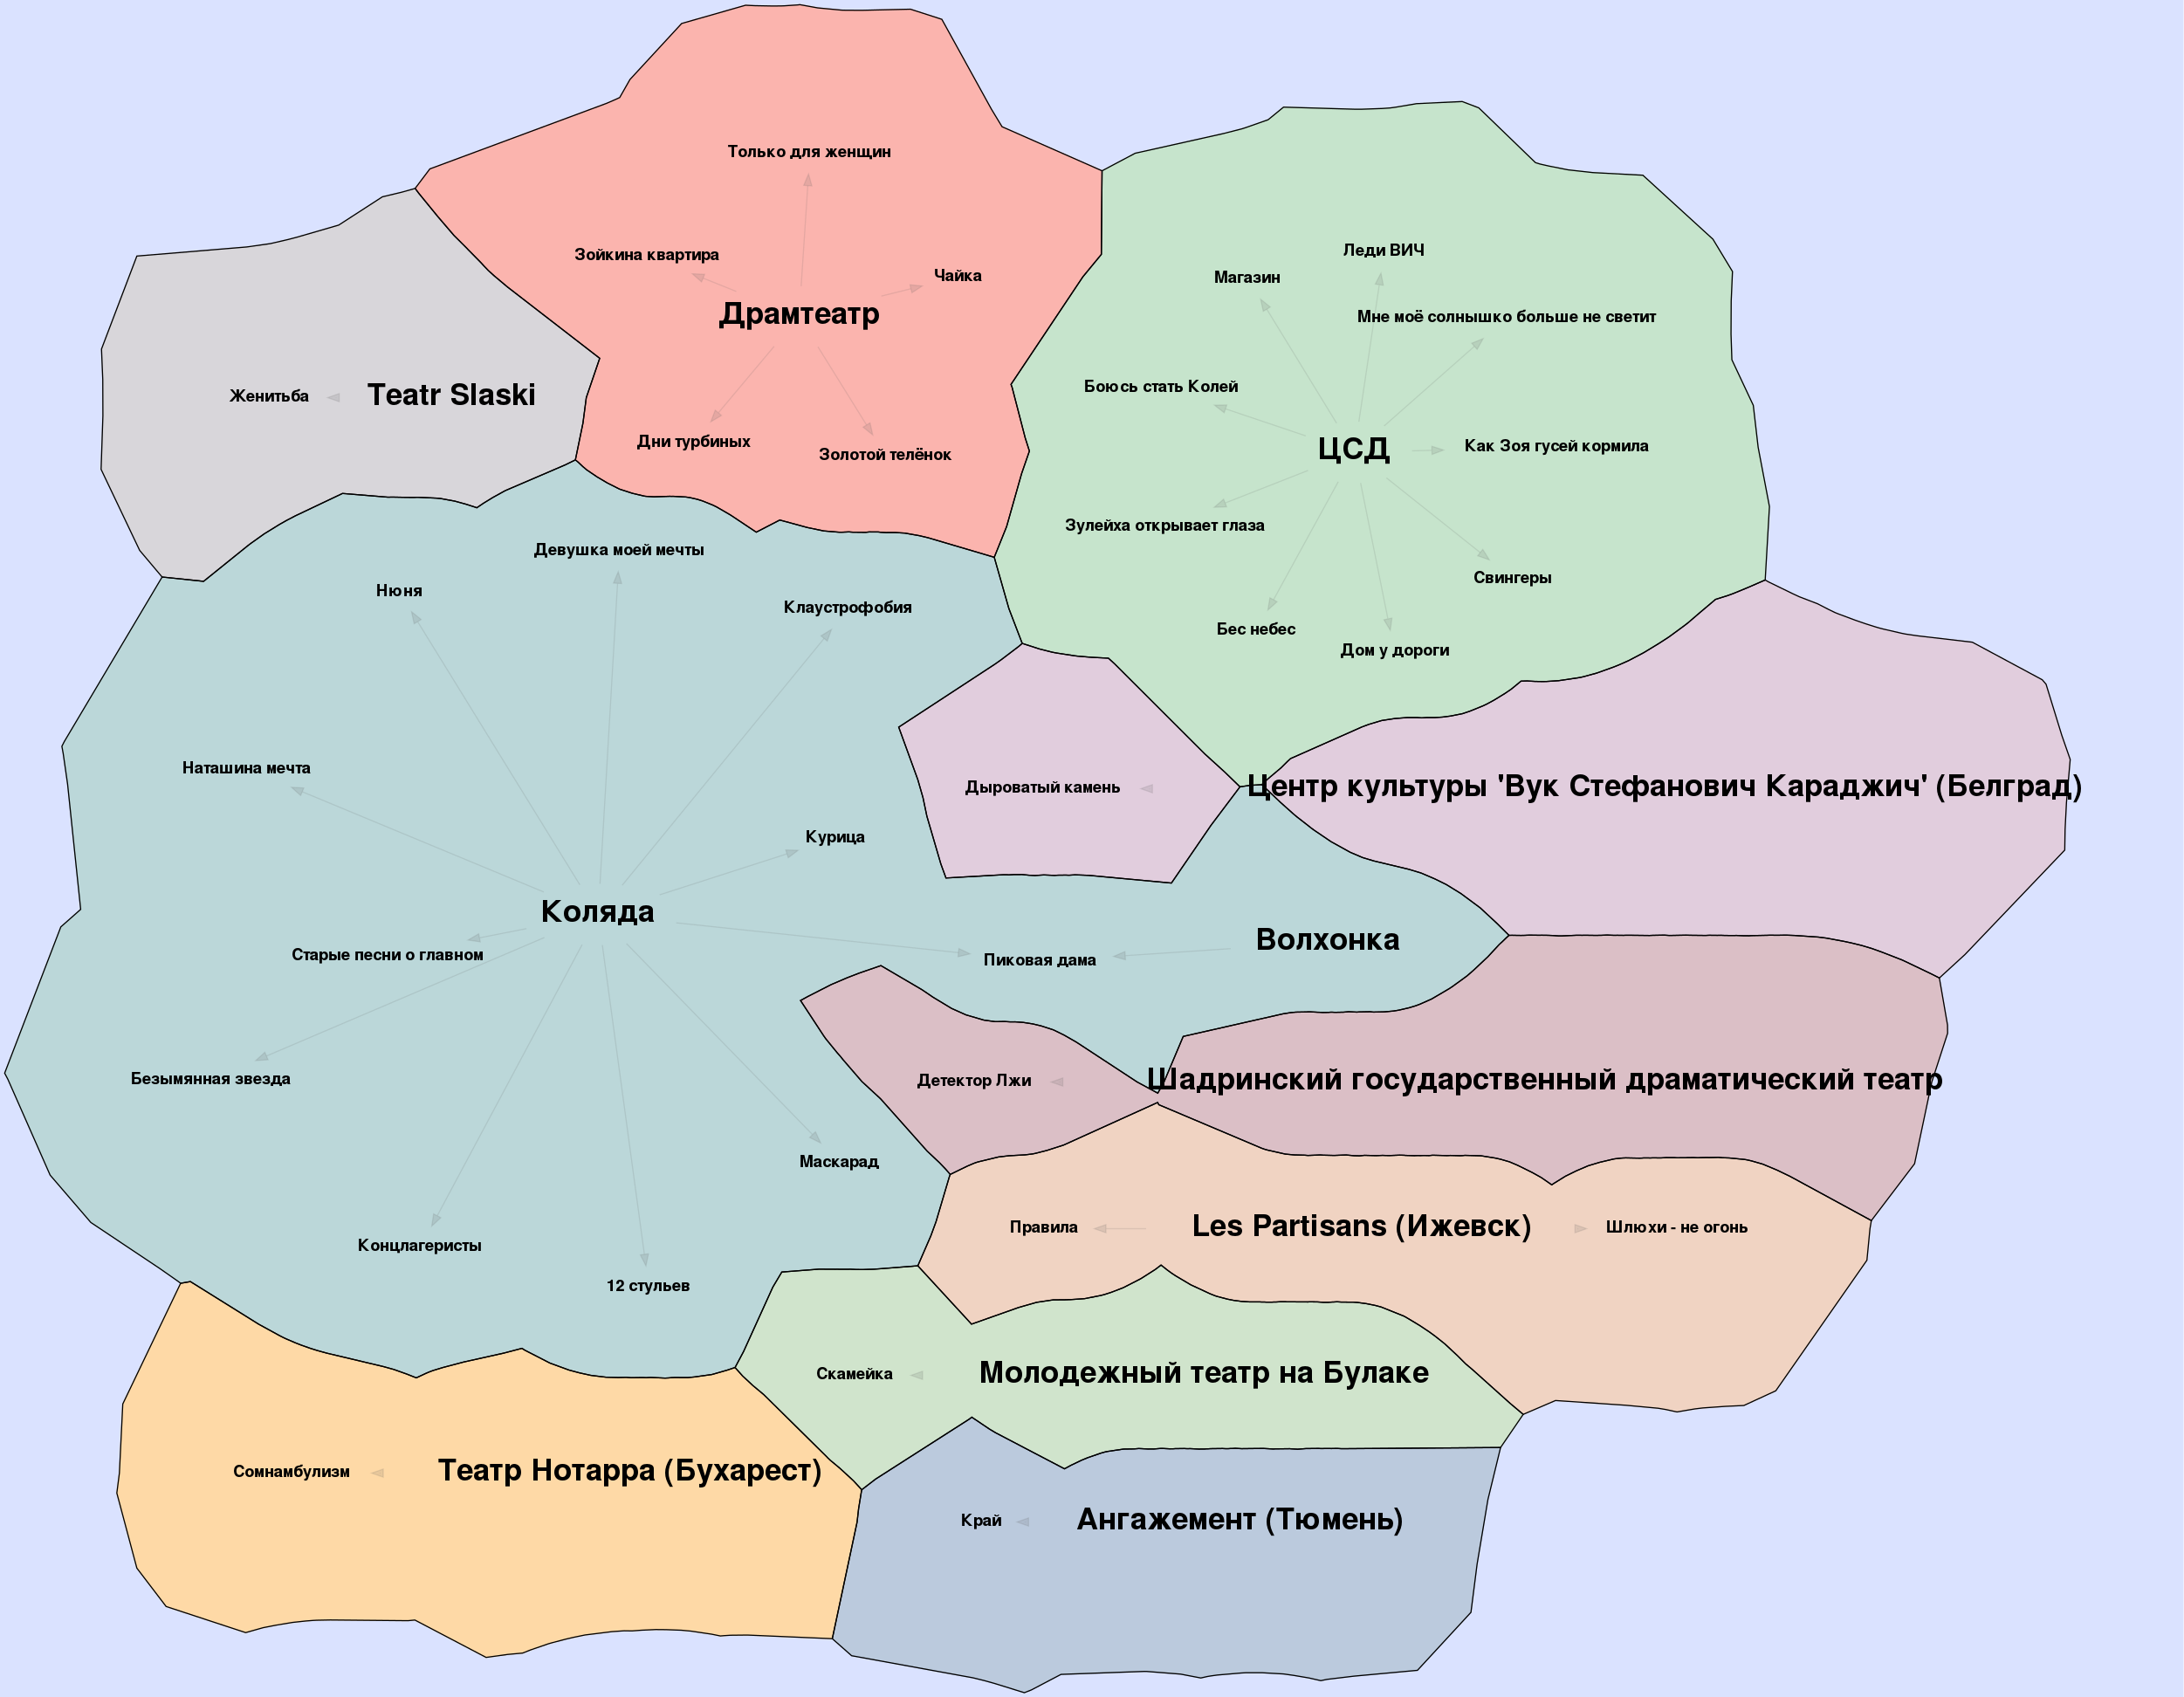 Только для женщин
Зойкина квартира
Чайка
Драмтеатр
Дни турбиных
Золотой телёнок
Леди ВИЧ
Магазин
Мне моё солнышко больше не светит
Боюсь стать Колей
ЦСД
Как Зоя гусей кормила
Зулейха открывает глаза
Свингеры
Бес небес
Дом у дороги
Женитьба
Teatr Slaski
Девушка моей мечты
Нюня
Клаустрофобия
Наташина мечта
Курица
Коляда
Старые песни о главном
Пиковая дама
Волхонка
Безымянная звезда
Маскарад
Концлагеристы
12 стульев
Дыроватый камень
Центр культуры 'Вук Стефанович Караджич' (Белград)
Детектор Лжи
Шадринский государственный драматический театр
Правила
Les Partisans (Ижевск)
Шлюхи - не огонь
Скамейка
Молодежный театр на Булаке
Сомнамбулизм
Театр Нотарра (Бухарест)
Край
Ангажемент (Тюмень)